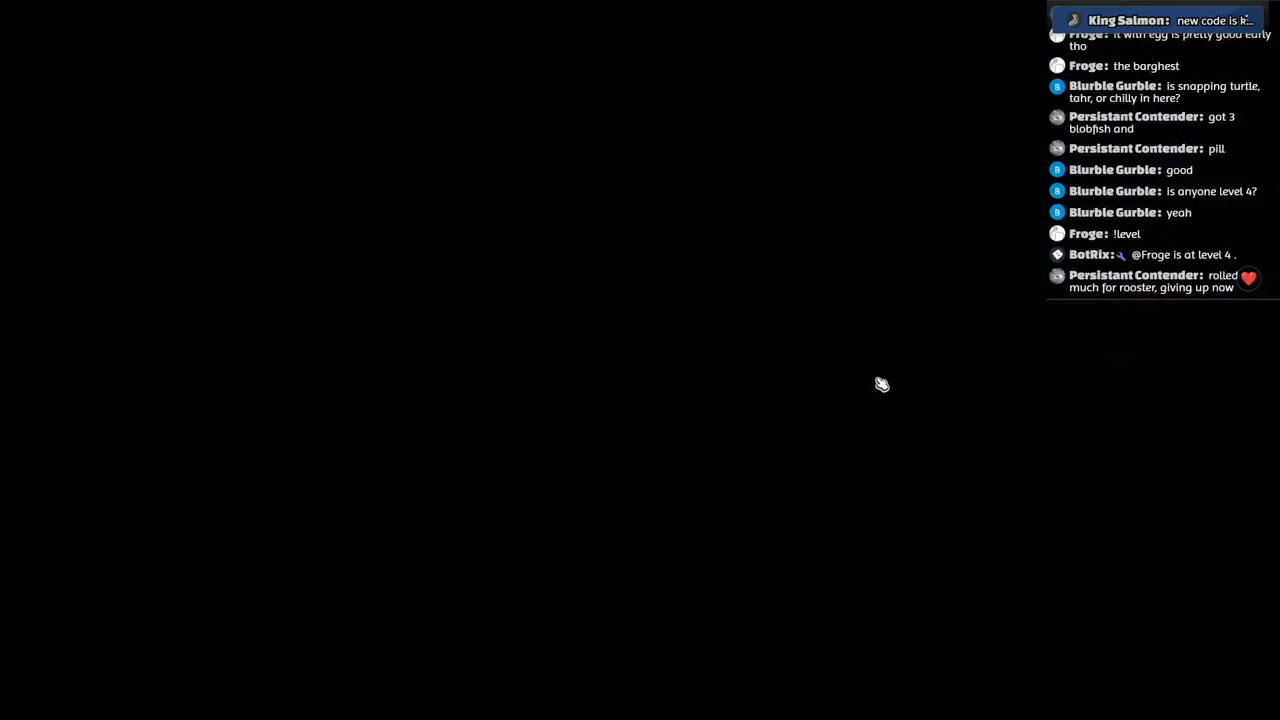 King Salmon: new code is k...
Froge: it with egg is pretty good early
tho
Froge: the barghest
Blurble Gurble: is snapping turtle,
tahr, or chilly in here?
Persistant Contender: got 3
blobfish and
Persistant Contender: pill
Blurble Gurble: good
Blurble Gurble: is anyone level 4?
Blurble Gurble: yeah
Froge: !level
BotRix: @Froge is at level 4 .
Persistant Contender: rolled
much for rooster, giving up now